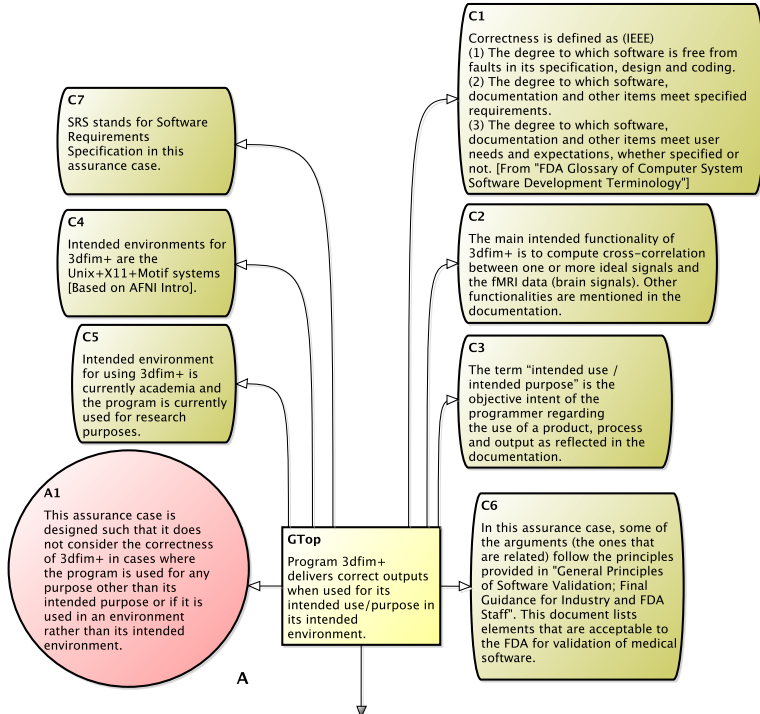 C1
Correctness is defined as (IEEE)
(1) The degree to which software is free from
faults in its specification, design and coding.
(2) The degree to which software,
documentation and other items meet specified
requirements.
(3) The degree to which software,
documentation and other items meet user
needs and expectations, whether specified or
not. [From "FDA Glossary of Computer System
Software Development Terminology"]
C7
SRS stands for Software
Requirements
Specification in this
assurance case.
C4
Intended environments for
3dfim+ are the
Unix+X11+Motif systems
[Based on AFNI Intro].
C2
The main intended functionality of
3dfim+ is to compute cross-correlation
between one or more ideal signals and
the fMRI data (brain signals). Other
functionalities are mentioned in the
documentation.
C5
Intended environment
for using 3dfim+ is
currently academia and
the program is currently
used for research
purposes.
C3
The term “intended use /
intended purpose” is the
objective intent of the
programmer regarding
the use of a product, process
and output as reflected in the
documentation.
A1
This assurance case is
designed such that it does
not consider the correctness
of 3dfim+ in cases where
the program is used for any
purpose other than its
intended purpose or if it is
used in an environment
rather than its intended
environment.
A
GTop
Program 3dfim+
delivers correct outputs
when used for its
intended use/purpose in
its intended
environment.
C6
In this assurance case, some of
the arguments (the ones that
are related) follow the principles
provided in "General Principles
of Software Validation; Final
Guidance for Industry and FDA
Staff". This document lists
elements that are acceptable to
the FDA for validation of medical
software.